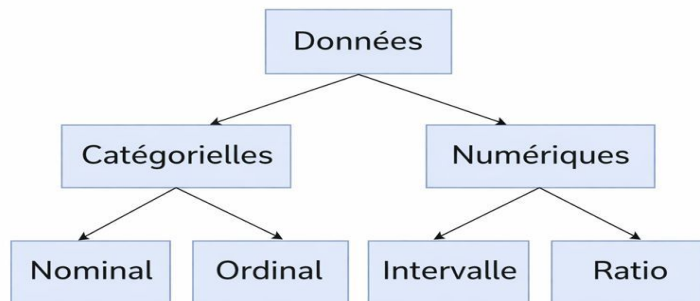 Données
Catégorielles Numériques
Nominal Ordinal Intervalle Ratio